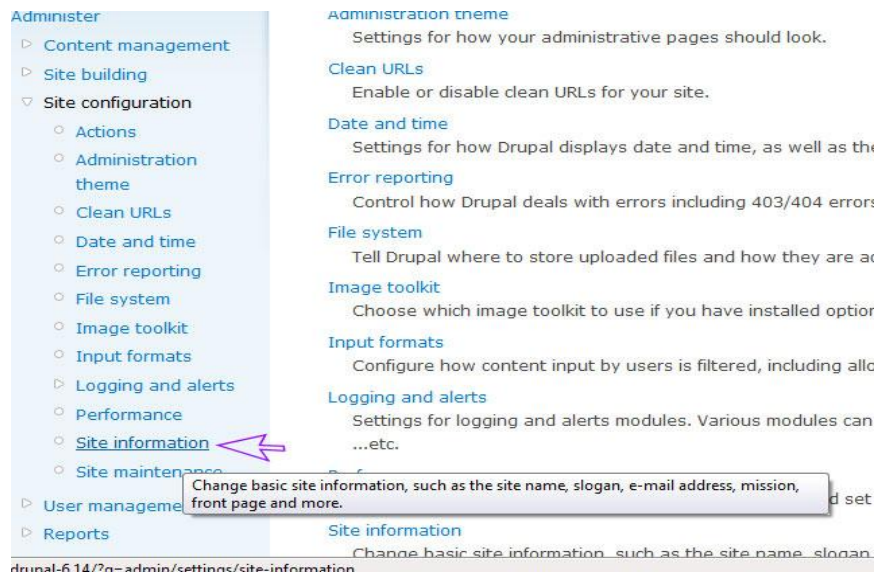 Administer
Content management
Site building
Site configuration
Actions
Administration
theme
Clean URLs
Date and time
Error reporting
File system
Image toolkit
Input formats
Logging and alerts
Performance
Site information
Site maintenance
User manageme
Reports
Administration theme
Settings for how your administrative pages should look.
Clean URLs
Enable or disable clean URLs for your site.
Date and time
Settings for how Drupal displays date and time, as well as the
Error reporting
Control how Drupal deals with errors including 403/404 errors
File system
Tell Drupal where to store uploaded files and how they are ac
Image toolkit
Choose which image toolkit to use if you have installed option
Input formats
Configure how content input by users is filtered, including allo
Logging and alerts
Settings for logging and alerts modules. Various modules can
...etc.
Change basic site information, such as the site name, slogan, e-mail address, mission,
front page and more.
d set
Site information
Change basic site information, such as the site name, slogan
drupal-6.14/?q=admin/settings/site-information